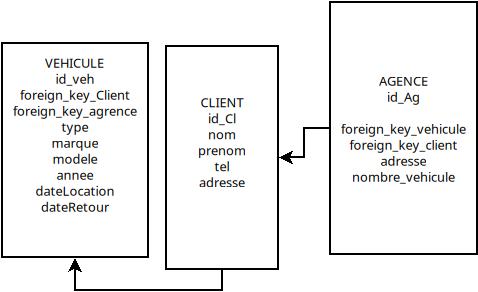 VEHICULE
id_veh
foreign_key_Client
foreign_key_agrence
type
marque
modele
annee
dateLocation
dateRetour
CLIENT
id_Cl
nom
prenom
tel
adresse
AGENCE
id_Ag
foreign_key_vehicule
foreign_key_client
adresse
nombre_vehicule